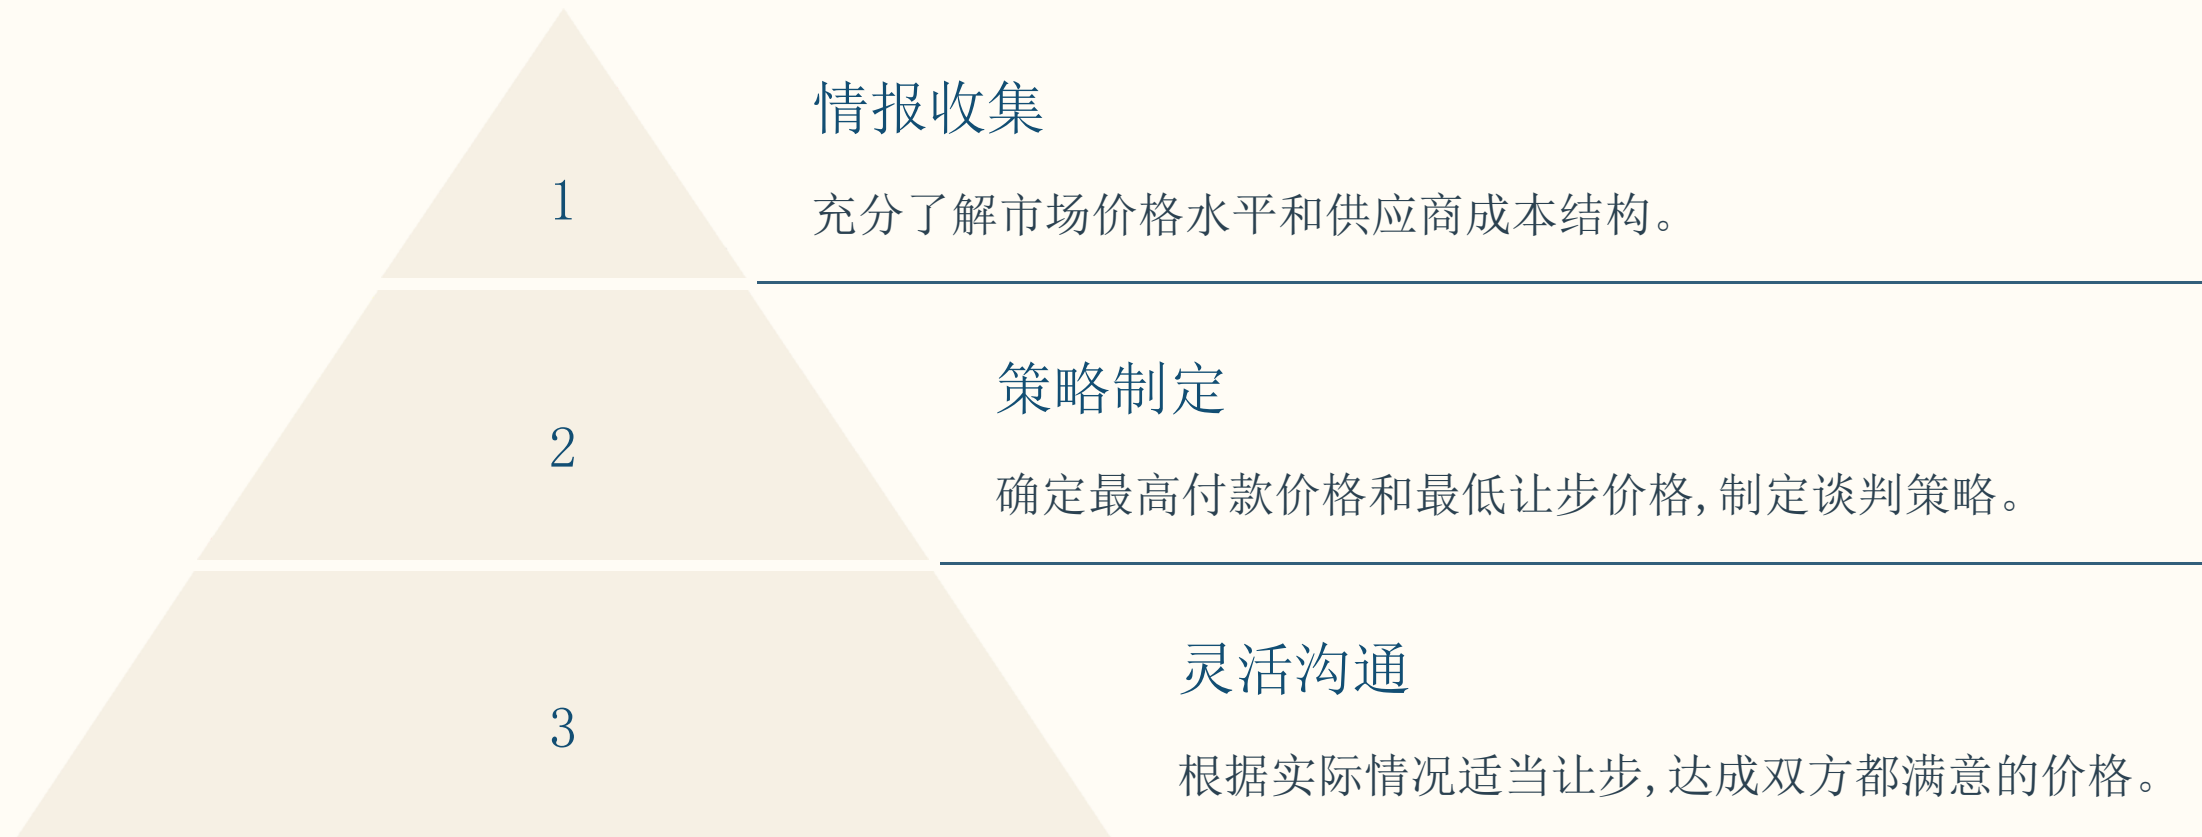 情报收集
1
充分了解市场价格水平和供应商成本结构。
策略制定
2
确定最高付款价格和最低让步价格,制定谈判策略。
灵活沟通
3
根据实际情况适当让步,达成双方都满意的价格。